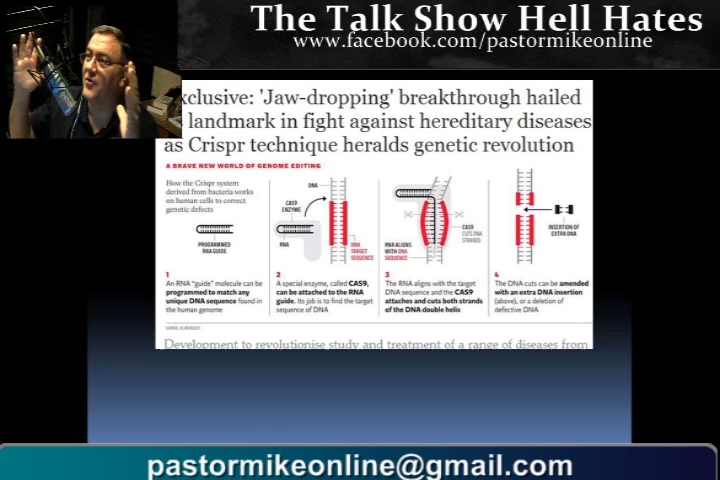 The Talk Show Hell Hates
www.facebook.com/pastormikeonline
xclusive: 'Jaw-dropping' breakthrough hailed
landmark in fight against hereditary diseases
as Crispr technique heralds genetic revolution
A BRAVE NEW WORLD OF GENOME EDITING
How the Crispr system
derived from bacteria works
on human cells to correct
genetic defects
PROGRAMMED
RNA GUIDE
DNA
CAS9
ENZYME
RNA
DNA
TARGET
SEQUENCE
RNA ALIGNS
WITH DNA
SEQUENCE
CAS9
CUTS DNA
STRANDS
INSERTION OF
EXTRA DNA
1
An RNA "guide" molecule can be
programmed to match any
unique DNA sequence found in
the human genome
2
A special enzyme, called CAS9,
can be attached to the RNA
guide. Its job is to find the target
sequence of DNA
3
The RNA aligns with the target
DNA sequence and the CAS9
attaches and cuts both strands
of the DNA double helix
4
The DNA cuts can be amended
with an extra DNA insertion
(above), or a deletion of
defective DNA
SOURCE: UC BERKELEY
Development to revolutionise study and treatment of a range of diseases from
pastormikeonline@gmail.com